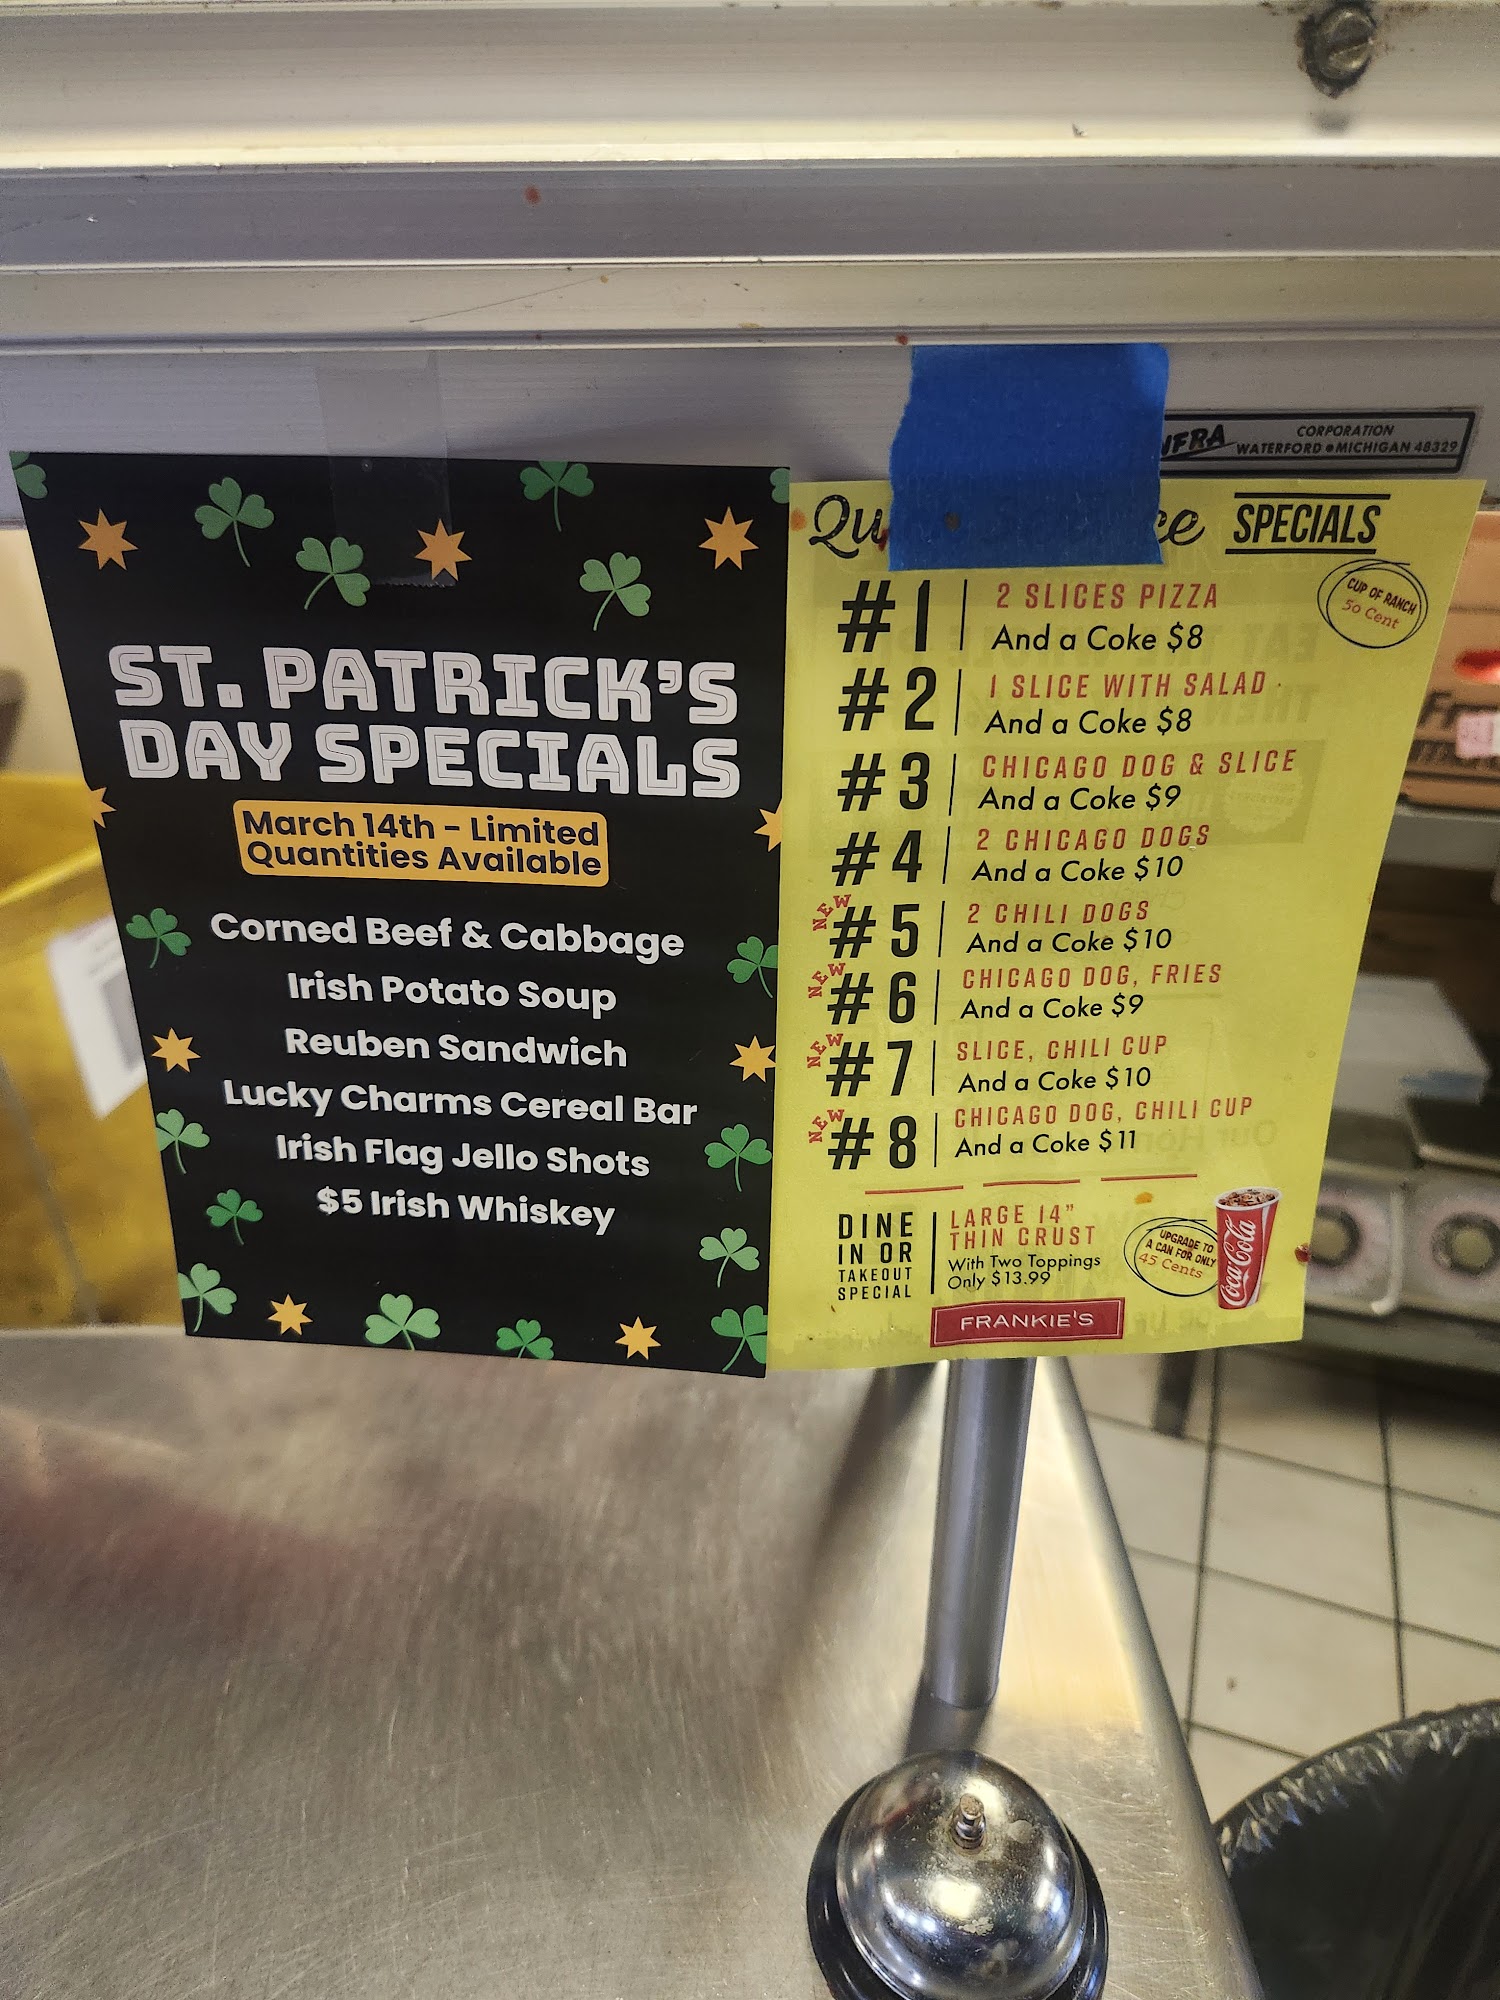 ST. PATRICK'S
DAY SPECIALS
March 14th - Limited
Quantities Available
Corned Beef & Cabbage
Irish Potato Soup
Reuben Sandwich
Lucky Charms Cereal Bar
Irish Flag Jello Shots
$5 Irish Whiskey
CORPORATION
WATERFORD • MICHIGAN 48329
SPECIALS
CUP OF RANCH
50 Cent
#1 2 SLICES PIZZA
And a Coke $8
#2 1 SLICE WITH SALAD
And a Coke $8
#3 CHICAGO DOG & SLICE
And a Coke $9
#4 2 CHICAGO DOGS
And a Coke $10
NEW
#5 2 CHILI DOGS
And a Coke $10
NEW
#6 CHICAGO DOG, FRIES
And a Coke $9
NEW
#7 SLICE, CHILI CUP
And a Coke $10
NEW
#8 CHICAGO DOG, CHILI CUP
And a Coke $11
DINE
IN OR
TAKEOUT
SPECIAL
LARGE 14"
THIN CRUST
With Two Toppings
Only $13.99
UPGRADE TO
A CAN FOR ONLY
45 Cents
Coca-Cola
FRANKIE'S